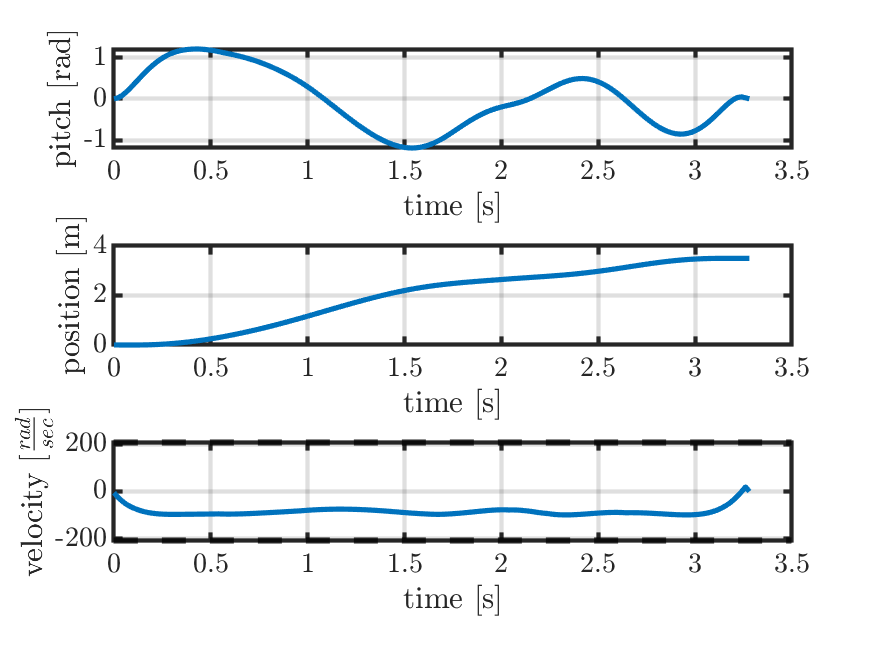 pitch [rad]
1
0
-1
0 0.5 1 1.5 2 2.5 3 3.5
time [s]
position [m]
4
2
0
0 0.5 1 1.5 2 2.5 3 3.5
time [s]
velocity [rad/sec]
200
0
-200
0 0.5 1 1.5 2 2.5 3 3.5
time [s]